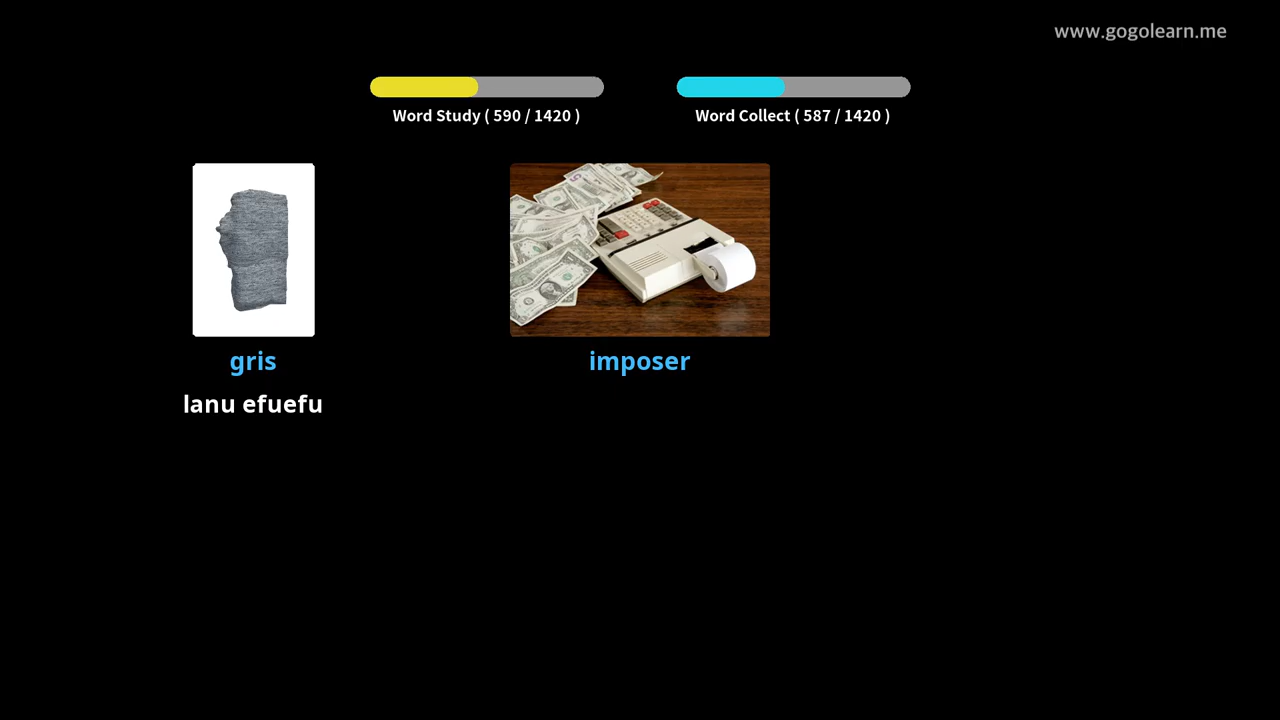 www.gogolearn.me
Word Study ( 590 / 1420 )
Word Collect ( 587 / 1420 )
gris
imposer
lanu efuefu